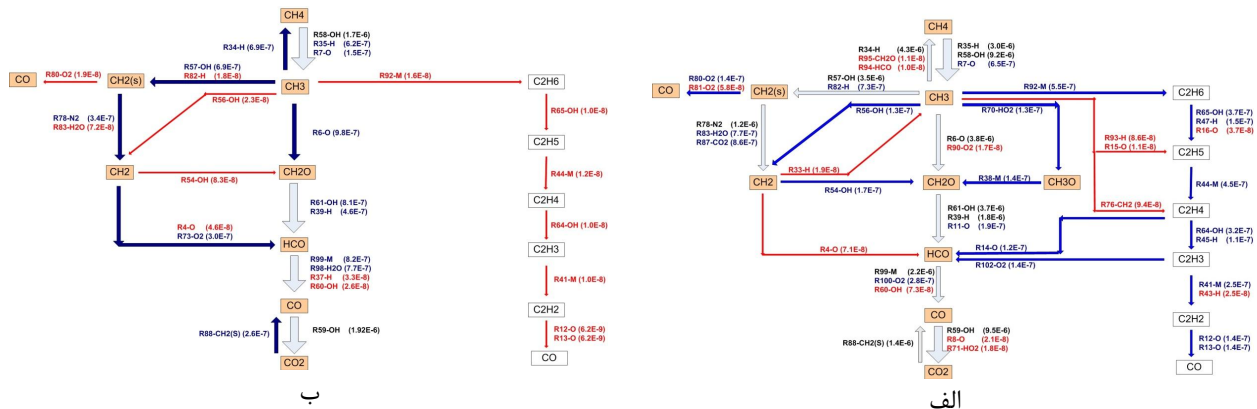 CH4
R34-H (6.9E-7)
R58-OH (1.7E-6)
R35-H (6.2E-7)
R7-O (1.5E-7)
CO
R80-O2 (1.9E-8)
CH2(s)
R57-OH (6.9E-7)
R82-H (1.8E-8)
CH3
R92-M (1.6E-8)
C2H6
R56-OH (2.3E-8)
R65-OH (1.0E-8)
R78-N2 (3.4E-7)
R83-H2O (7.2E-8)
R6-O (9.8E-7)
C2H5
CH2
R54-OH (8.3E-8)
CH2O
R44-M (1.2E-8)
C2H4
R61-OH (8.1E-7)
R39-H (4.6E-7)
R64-OH (1.0E-8)
R4-O (4.6E-8)
R73-O2 (3.0E-7)
HCO
C2H3
R99-M (8.2E-7)
R98-H2O (7.7E-7)
R37-H (3.3E-8)
R60-OH (2.6E-8)
R41-M (1.0E-8)
CO
C2H2
R88-CH2(S) (2.6E-7)
R59-OH (1.92E-6)
R12-O (6.2E-9)
R13-O (6.2E-9)
CO2
CO
ب
CH4
R34-H (4.3E-6)
R95-CH2O (1.1E-8)
R94-HCO (1.0E-8)
R35-H (3.0E-6)
R58-OH (9.2E-6)
R7-O (6.5E-7)
CO
R80-O2 (1.4E-7)
R81-O2 (5.8E-8)
CH2(s)
R57-OH (3.5E-6)
R82-H (7.3E-7)
CH3
R92-M (5.5E-7)
C2H6
R56-OH (1.3E-7)
R70-HO2 (1.3E-7)
R65-OH (3.7E-7)
R47-H (1.5E-7)
R16-O (3.7E-8)
R78-N2 (1.2E-6)
R83-H2O (7.7E-7)
R87-CO2 (8.6E-7)
R6-O (3.8E-6)
R90-O2 (1.7E-8)
R93-H (8.6E-8)
R15-O (1.1E-8)
C2H5
R33-H (1.9E-8)
CH2
R54-OH (1.7E-7)
CH2O
R38-M (1.4E-7)
CH3O
R44-M (4.5E-7)
R76-CH2 (9.4E-8)
C2H4
R61-OH (3.7E-6)
R39-H (1.8E-6)
R11-O (1.9E-7)
R64-OH (3.2E-7)
R45-H (1.1E-7)
R4-O (7.1E-8)
HCO
R14-O (1.2E-7)
R102-O2 (1.4E-7)
C2H3
R99-M (2.2E-6)
R100-O2 (2.8E-7)
R60-OH (7.3E-8)
R41-M (2.5E-7)
R43-H (2.5E-8)
CO
C2H2
R88-CH2(S) (1.4E-6)
R59-OH (9.5E-6)
R8-O (2.1E-8)
R71-HO2 (1.8E-8)
R12-O (1.4E-7)
R13-O (1.4E-7)
CO2
CO
الف